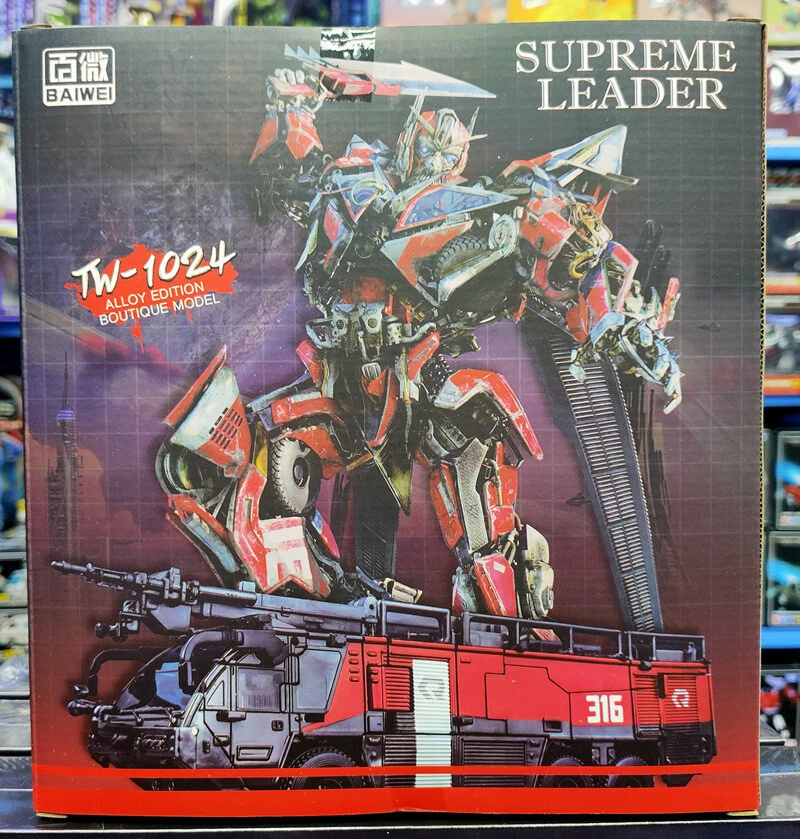 百微
BAIWEI
SUPREME
LEADER
TW-1024
ALLOY EDITION
BOUTIQUE MODEL
316